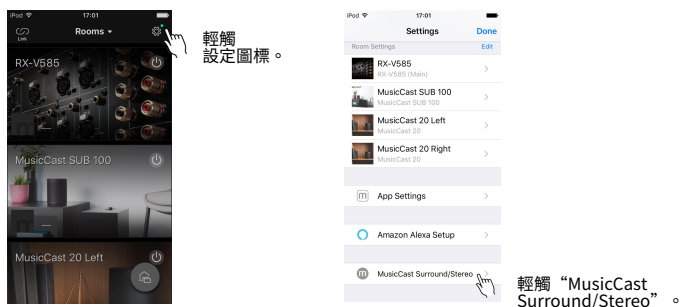 iPod 17:01
Link
Rooms
輕觸
設定圖標。
RX-V585
MusicCast SUB 100
MusicCast 20 Left
iPod 17:01
Settings Done
Room Settings Edit
RX-V585
RX-V585 (Main)
MusicCast SUB 100
MusicCast SUB 100
MusicCast 20 Left
MusicCast 20
MusicCast 20 Right
MusicCast 20
App Settings
Amazon Alexa Setup
MusicCast Surround/Stereo
輕觸“MusicCast
Surround/Stereo”。